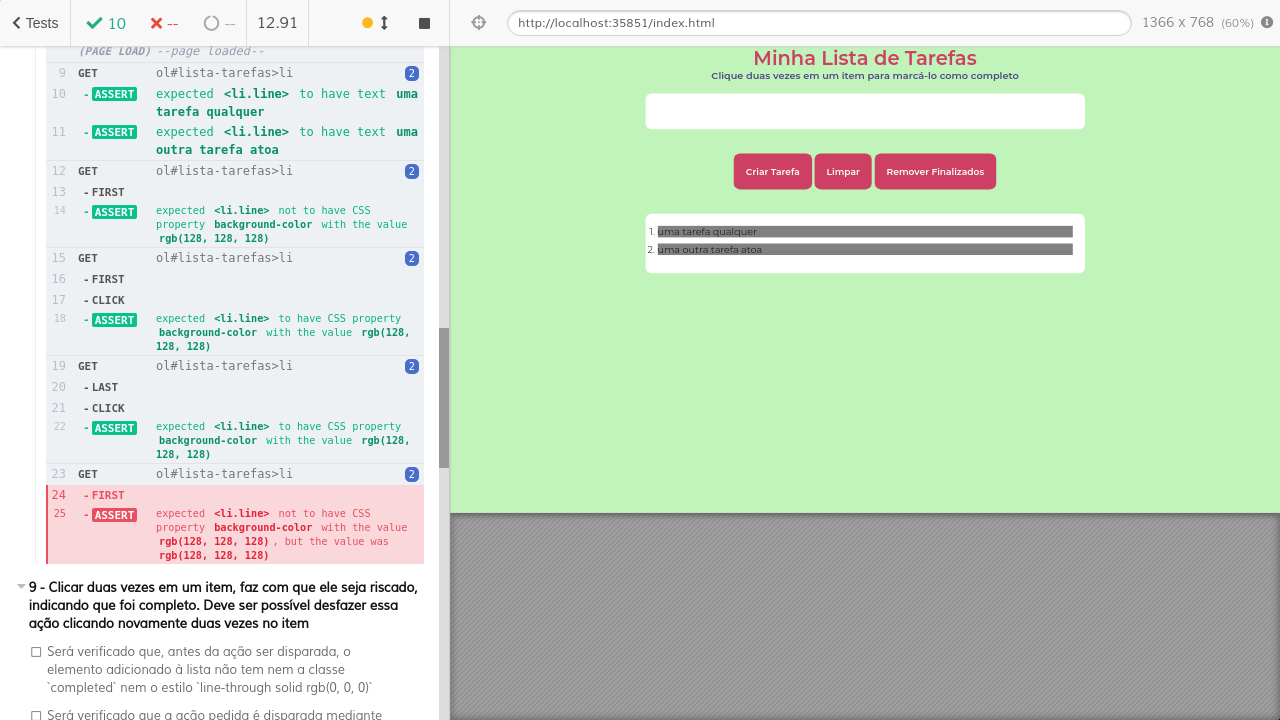 Tests
10
--
--
12.91
http://localhost:35851/index.html
1366 x 768 (60%)
(PAGE LOAD) --page loaded--
9 GET ol#lista-tarefas>li 2
10 -ASSERT expected <li.line> to have text uma
tarefa qualquer
11 -ASSERT expected <li.line> to have text uma
outra tarefa atoa
12 GET ol#lista-tarefas>li 2
13 -FIRST
14 -ASSERT expected <li.line> not to have CSS
property background-color with the value
rgb(128, 128, 128)
15 GET ol#lista-tarefas>li 2
16 -FIRST
17 -CLICK
18 -ASSERT expected <li.line> to have CSS property
background-color with the value rgb(128,
128, 128)
19 GET ol#lista-tarefas>li 2
20 -LAST
21 -CLICK
22 -ASSERT expected <li.line> to have CSS property
background-color with the value rgb(128,
128, 128)
23 GET ol#lista-tarefas>li 2
24 -FIRST
25 -ASSERT expected <li.line> not to have CSS
property background-color with the value
rgb(128, 128, 128), but the value was
rgb(128, 128, 128)
9 - Clicar duas vezes em um item, faz com que ele seja riscado,
indicando que foi completo. Deve ser possível desfazer essa
ação clicando novamente duas vezes no item
Será verificado que, antes da ação ser disparada, o
elemento adicionado à lista não tem nem a classe
`completed` nem o estilo `line-through solid rgb(0, 0, 0)`
Será verificado que a ação pedida é disparada mediante
Minha Lista de Tarefas
Clique duas vezes em um item para marcá-lo como completo
Criar Tarefa
Limpar
Remover Finalizados
1. uma tarefa qualquer
2. uma outra tarefa atoa